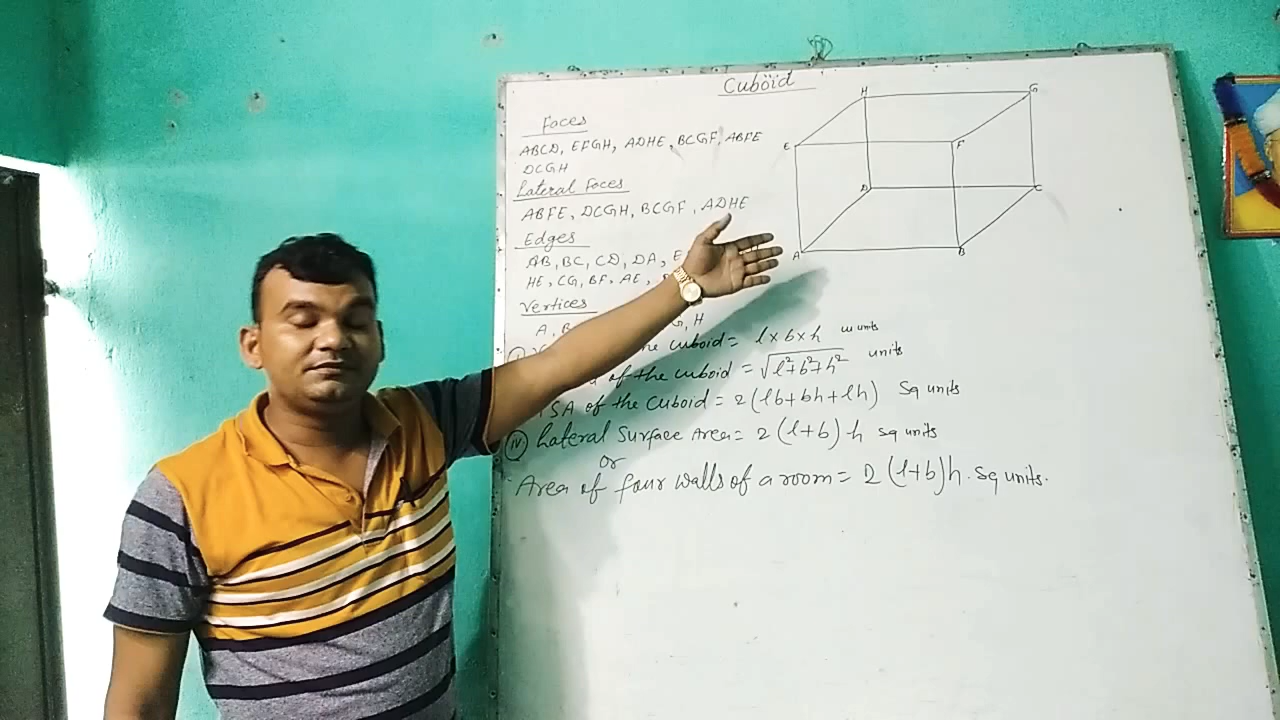 Cuboid
Faces
ABCD, EFGH, ADHE, BCGF, ABFE
DCGH
Lateral Faces
ABFE, DCGH, BCGF, ADHE
Edges
AB, BC, CD, DA,
HE, CG, BF, AE,
Vertices
A, B G, H
the cuboid = l×b×h units
of the cuboid = √l²+b²+h² units
TSA of the cuboid = 2(lb+bh+lh) Sq units
(iv) Lateral Surface Area = 2(l+b)h sq units
or
Area of four walls of a room = 2(l+b)h. Sq units.
H
G
E
F
D
C
A
B